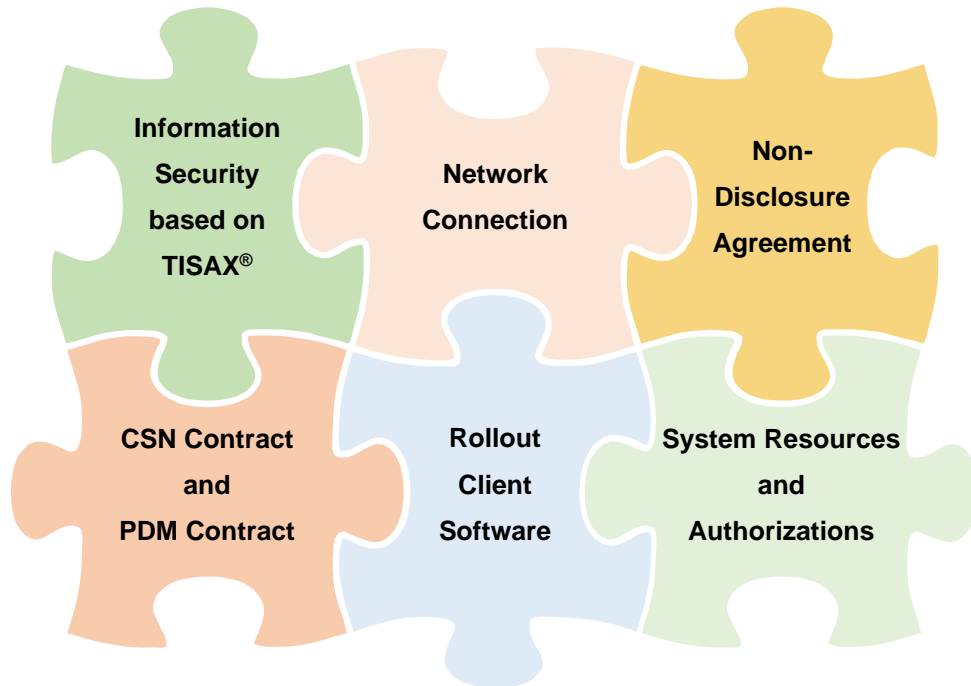 Information
Security
based on
TISAX®
Network
Connection
Non-
Disclosure
Agreement
CSN Contract
and
PDM Contract
Rollout
Client
Software
System Resources
and
Authorizations